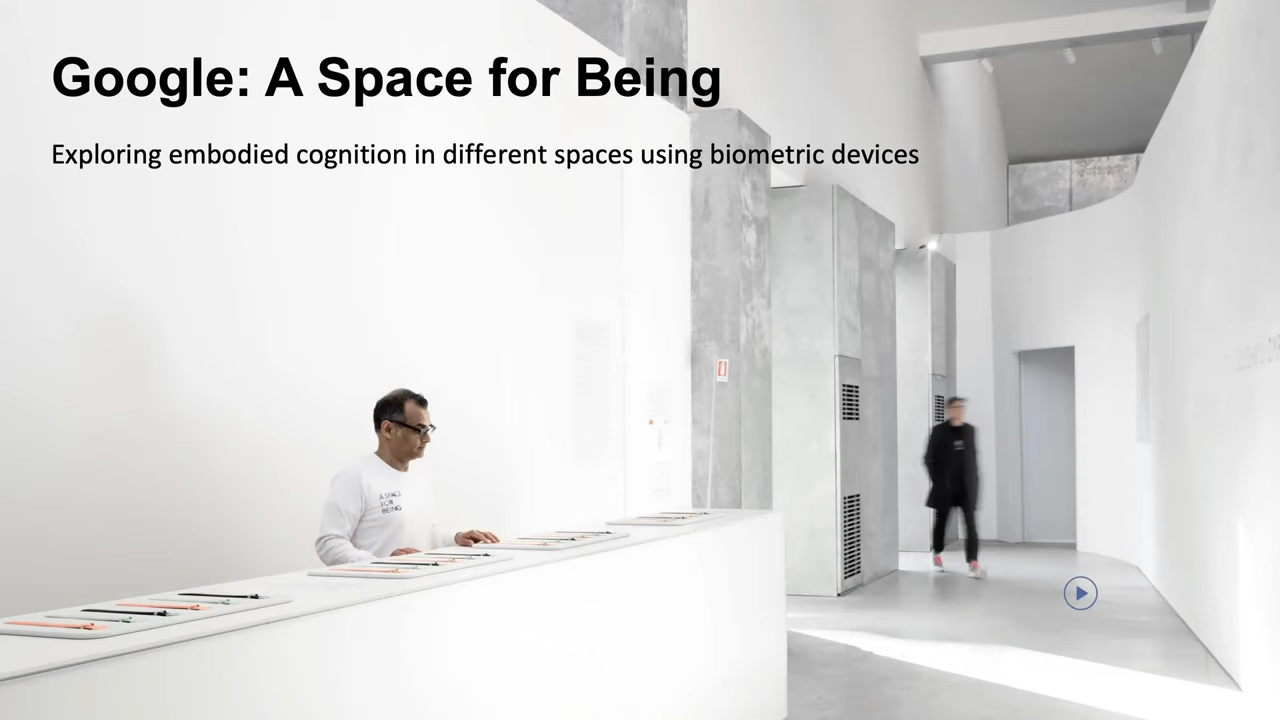 Google: A Space for Being
Exploring embodied cognition in different spaces using biometric devices
A SPACE
FOR
BEING